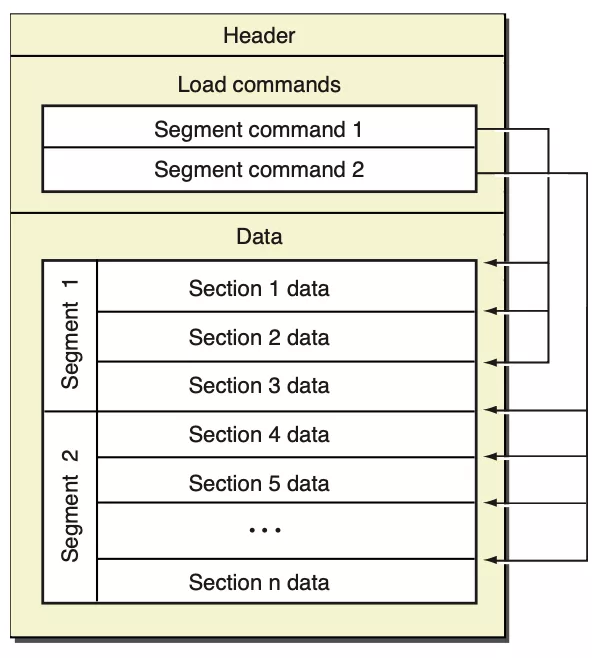 Header
Load commands
Segment command 1
Segment command 2
Data
Segment 1
Section 1 data
Section 2 data
Section 3 data
Segment 2
Section 4 data
Section 5 data
...
Section n data